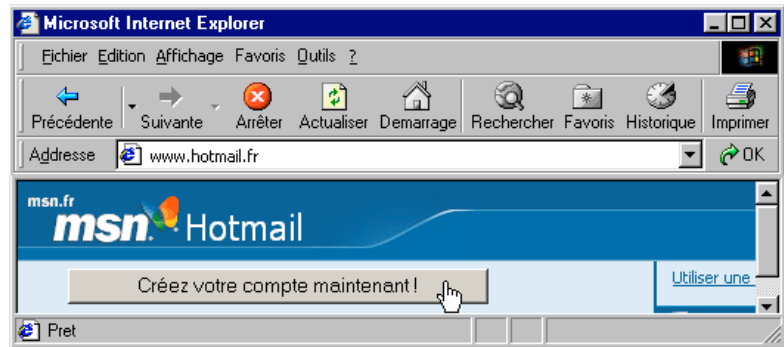 Microsoft Internet Explorer
Fichier Edition Affichage Favoris Outils ?
Précédente Suivante Arrêter Actualiser Demarrage Rechercher Favoris Historique Imprimer
Addresse www.hotmail.fr OK
msn.fr
msn Hotmail
Créez votre compte maintenant !
Utiliser une
Pret